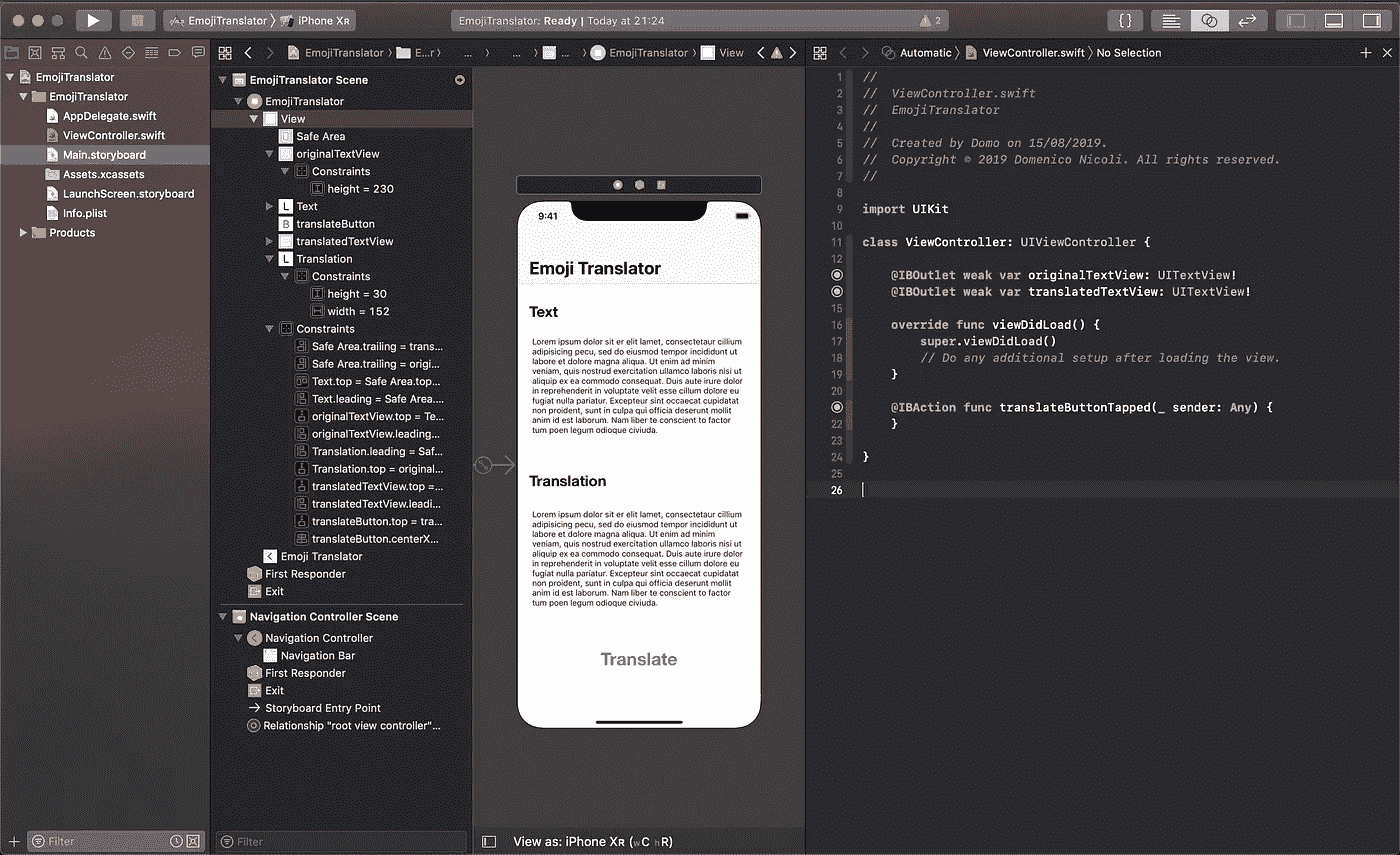 EmojiTranslator 〉 iPhone Xʀ
EmojiTranslator: Ready | Today at 21:24
2
{}
EmojiTranslator 〉 E...r 〉 ... 〉 ... 〉 ... 〉 EmojiTranslator 〉 View
Automatic 〉 ViewController.swift 〉 No Selection
EmojiTranslator
EmojiTranslator
AppDelegate.swift
ViewController.swift
Main.storyboard
Assets.xcassets
LaunchScreen.storyboard
Info.plist
Products
Filter
EmojiTranslator Scene
EmojiTranslator
View
Safe Area
originalTextView
Constraints
height = 230
L Text
B translateButton
translatedTextView
L Translation
Constraints
height = 30
width = 152
Constraints
Safe Area.trailing = trans...
Safe Area.trailing = origi...
Text.top = Safe Area.top...
Text.leading = Safe Area....
originalTextView.top = Te...
originalTextView.leading...
Translation.leading = Saf...
Translation.top = original...
translatedTextView.top =...
translatedTextView.leadi...
translateButton.top = tra...
translateButton.centerX...
Emoji Translator
First Responder
Exit
Navigation Controller Scene
Navigation Controller
Navigation Bar
First Responder
Exit
Storyboard Entry Point
Relationship "root view controller"...
Filter
9:41
Emoji Translator
Text
Lorem ipsum dolor sit er elit lamet, consectetaur cillium
adipisicing pecu, sed do eiusmod tempor incididunt ut
labore et dolore magna aliqua. Ut enim ad minim
veniam, quis nostrud exercitation ullamco laboris nisi ut
aliquip ex ea commodo consequat. Duis aute irure dolor
in reprehenderit in voluptate velit esse cillum dolore eu
fugiat nulla pariatur. Excepteur sint occaecat cupidatat
non proident, sunt in culpa qui officia deserunt mollit
anim id est laborum. Nam liber te conscient to factor
tum poen legum odioque civiuda.
Translation
Lorem ipsum dolor sit er elit lamet, consectetaur cillium
adipisicing pecu, sed do eiusmod tempor incididunt ut
labore et dolore magna aliqua. Ut enim ad minim
veniam, quis nostrud exercitation ullamco laboris nisi ut
aliquip ex ea commodo consequat. Duis aute irure dolor
in reprehenderit in voluptate velit esse cillum dolore eu
fugiat nulla pariatur. Excepteur sint occaecat cupidatat
non proident, sunt in culpa qui officia deserunt mollit
anim id est laborum. Nam liber te conscient to factor
tum poen legum odioque civiuda.
Translate
View as: iPhone Xʀ (wC hR)
1 //
2 //  ViewController.swift
3 //  EmojiTranslator
4 //
5 //  Created by Domo on 15/08/2019.
6 //  Copyright © 2019 Domenico Nicoli. All rights reserved.
7 //
8
9 import UIKit
10
11 class ViewController: UIViewController {
12
@IBOutlet weak var originalTextView: UITextView!
@IBOutlet weak var translatedTextView: UITextView!
15
16 override func viewDidLoad() {
17 super.viewDidLoad()
18 // Do any additional setup after loading the view.
19 }
20
@IBAction func translateButtonTapped(_ sender: Any) {
22 }
23
24 }
25
26